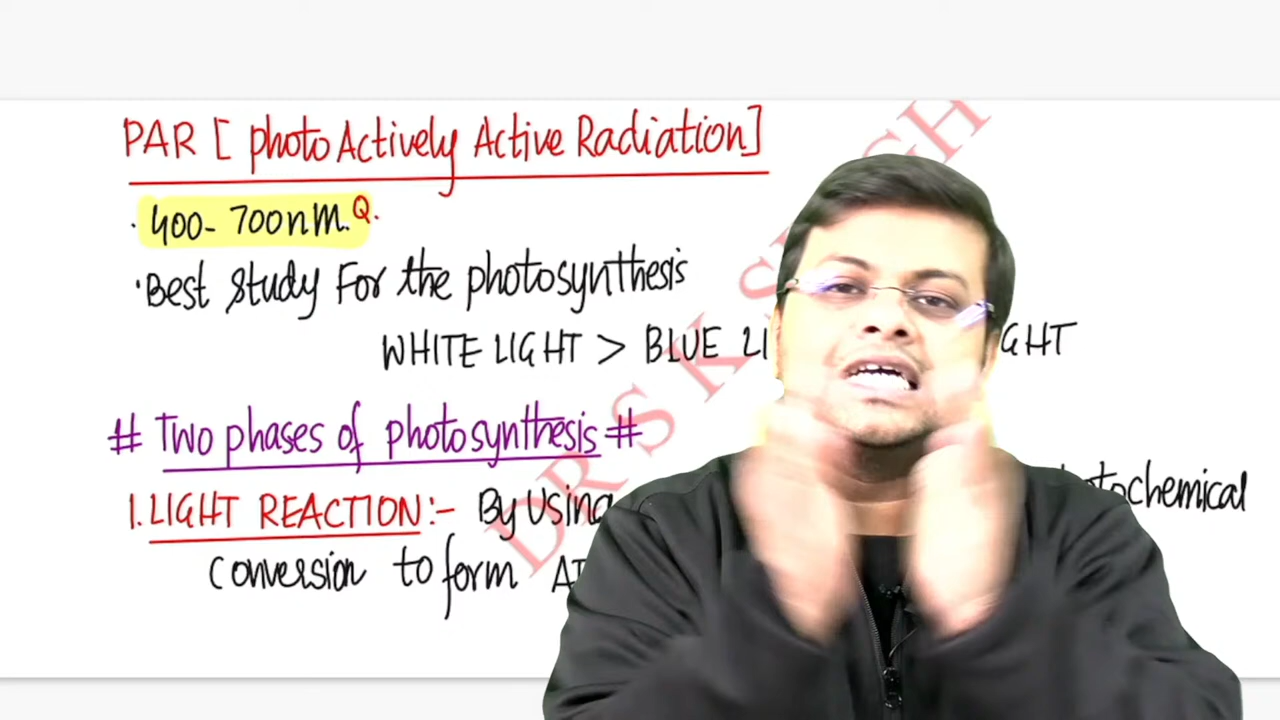 PAR [ photo Actively Active Radiation]
· 400- 700nm. Q.
· Best study For the photosynthesis
WHITE LIGHT > BLUE LI GHT
# Two phases of photosynthesis #
1. LIGHT REACTION:- By Using tochemical
conversion to form
DR S K